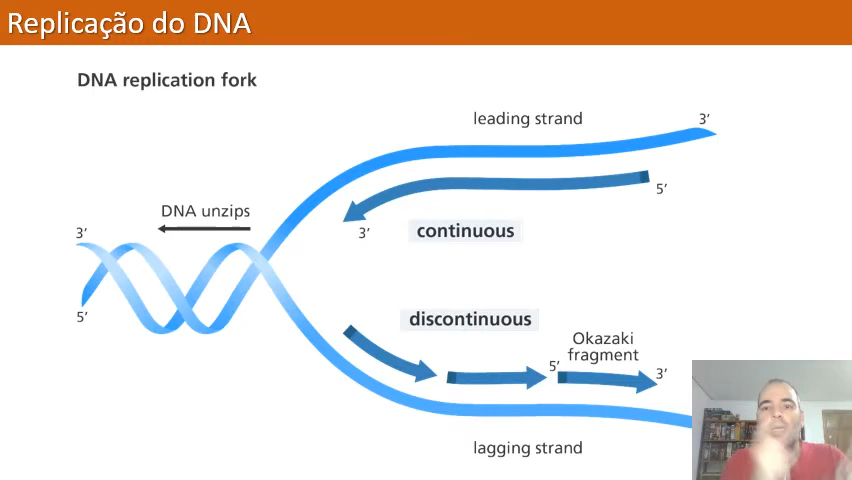 Replicação do DNA
DNA replication fork
leading strand
3’
5’
DNA unzips
3’
3’
continuous
5’
discontinuous
Okazaki
fragment
5’
3’
lagging strand